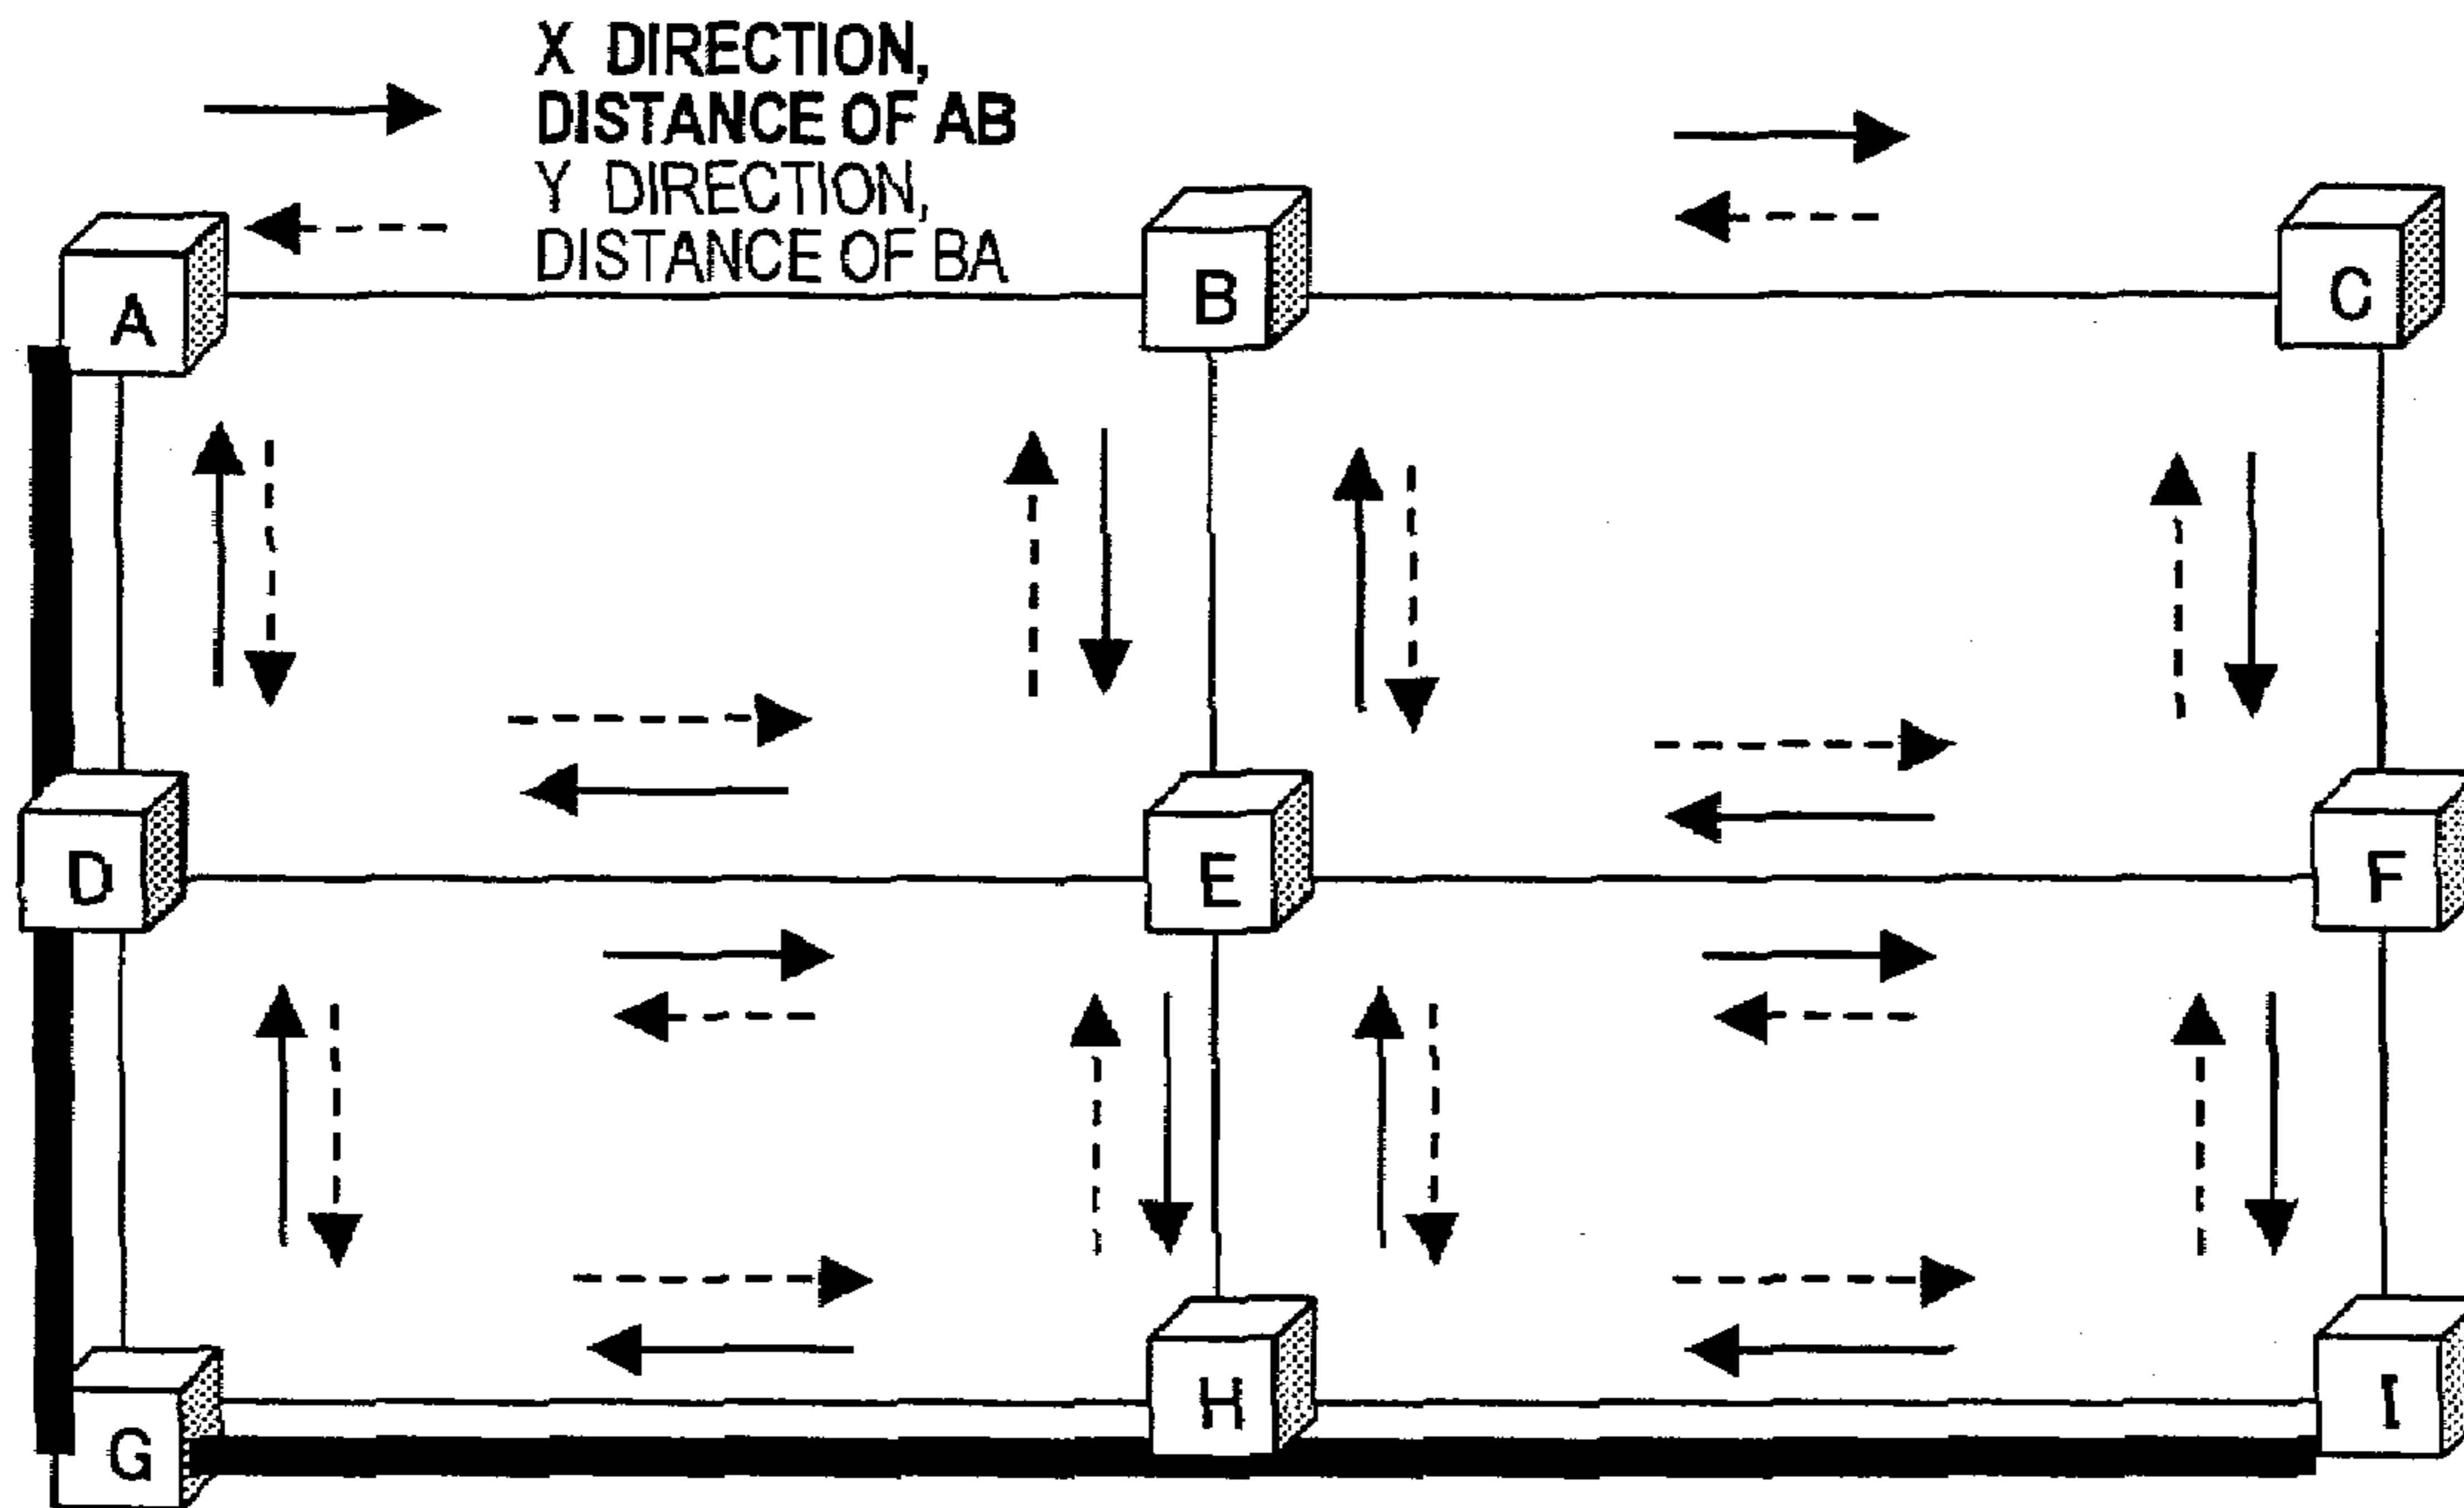 X DIRECTION,
DISTANCE OF AB
Y DIRECTION,
DISTANCE OF BA
A
B
C
D
E
F
G
H
I